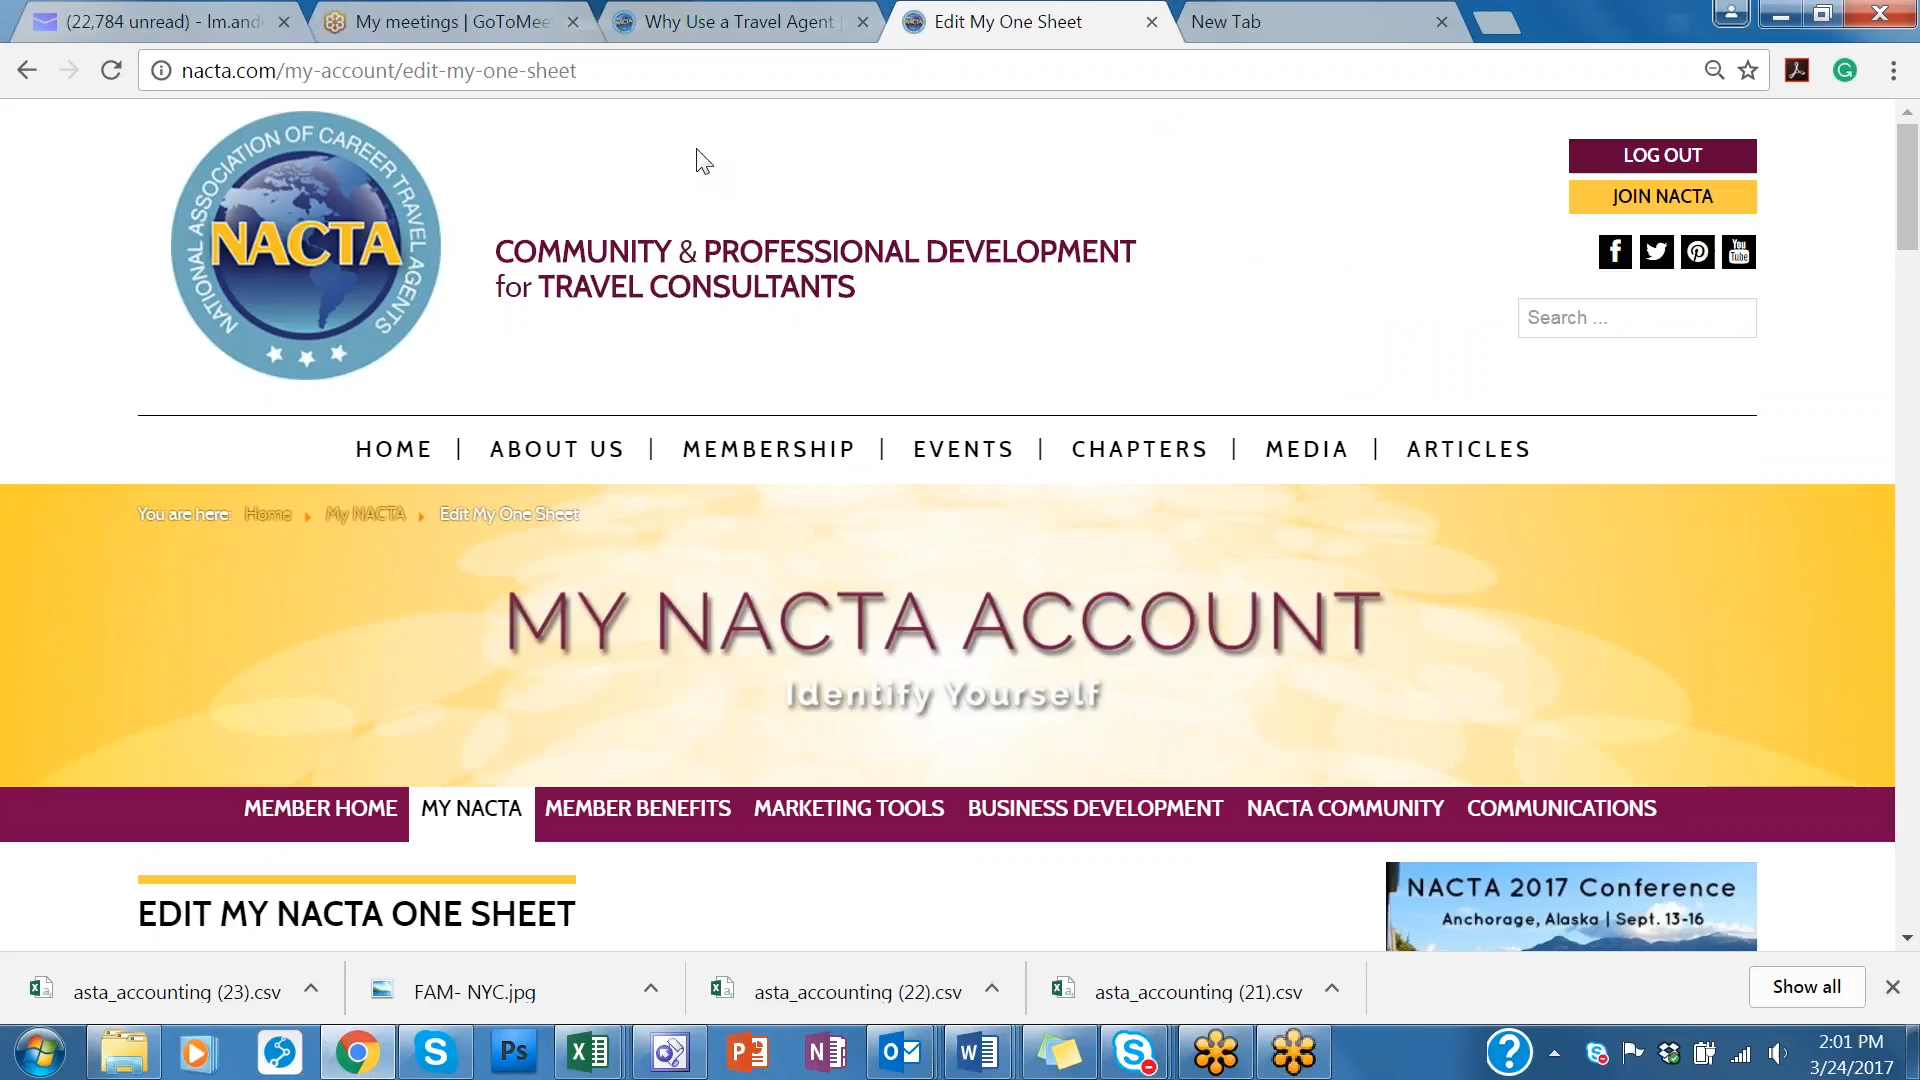 (22,784 unread) - lm.and
My meetings | GoToMee
Why Use a Travel Agent |
Edit My One Sheet
New Tab
nacta.com/my-account/edit-my-one-sheet
NATIONAL ASSOCIATION OF CAREER TRAVEL AGENTS
NACTA
COMMUNITY & PROFESSIONAL DEVELOPMENT
for TRAVEL CONSULTANTS
LOG OUT
JOIN NACTA
You Tube
Search ...
HOME | ABOUT US | MEMBERSHIP | EVENTS | CHAPTERS | MEDIA | ARTICLES
You are here: Home My NACTA Edit My One Sheet
MY NACTA ACCOUNT
Identify Yourself
MEMBER HOME MY NACTA MEMBER BENEFITS MARKETING TOOLS BUSINESS DEVELOPMENT NACTA COMMUNITY COMMUNICATIONS
EDIT MY NACTA ONE SHEET
NACTA 2017 Conference
Anchorage, Alaska | Sept. 13-16
asta_accounting (23).csv
FAM- NYC.jpg
asta_accounting (22).csv
asta_accounting (21).csv
Show all
2:01 PM
3/24/2017